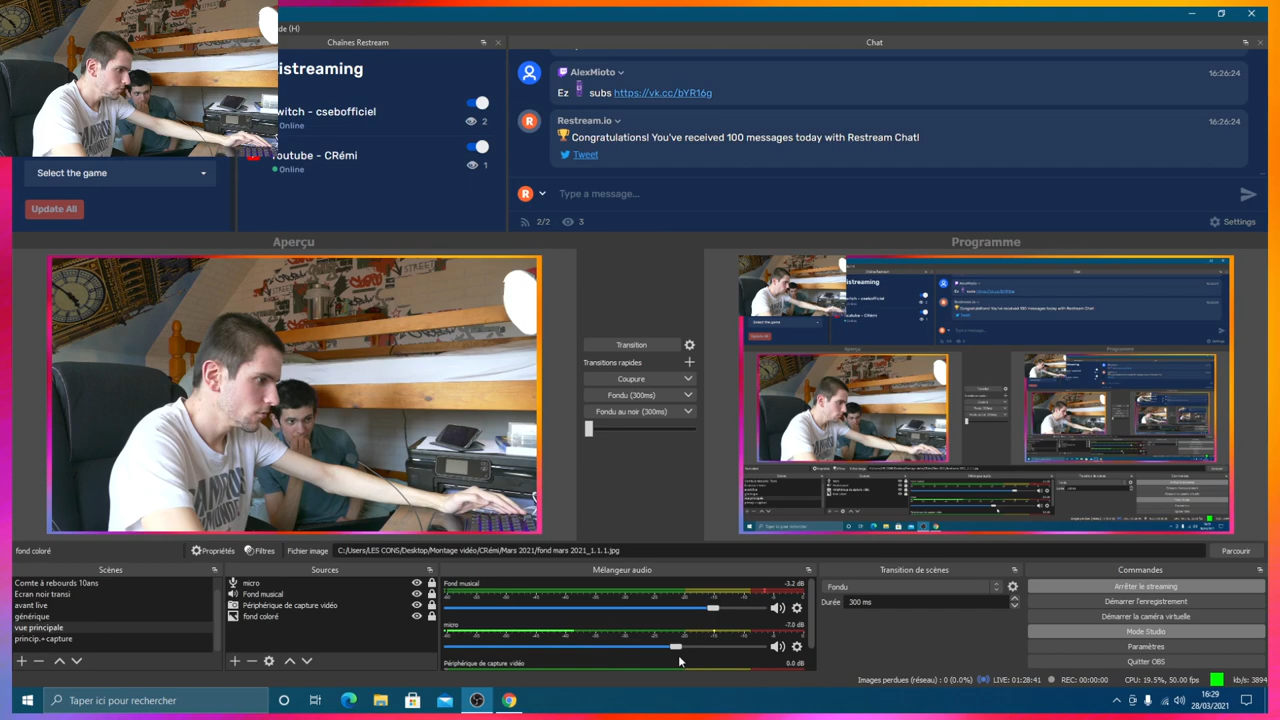 de (H)
Chaînes Restream
Chat
istreaming
witch - csebofficiel
Online
2
outube - CRémi
Online
1
Select the game
Update All
AlexMioto
16:26:24
Ez subs https://vk.cc/bYR16g
Restream.io
16:26:24
Congratulations! You've received 100 messages today with Restream Chat!
Tweet
Type a message...
2/2
3
Settings
Aperçu
Programme
Transition
Transitions rapides
Coupure
Fondu (300ms)
Fondu au noir (300ms)
fond coloré
Propriétés
Filtres
Fichier image
C:/Users/LES CONS/Desktop/Montage vidéo/CRémi/Mars 2021/fond mars 2021_1.1.1.jpg
Parcourir
Scènes
Comte à rebourds 10ans
Ecran noir transi
avant live
générique
vue principale
princip.+capture
Sources
micro
Fond musical
Périphérique de capture vidéo
fond coloré
Mélangeur audio
Fond musical
-3.2 dB
micro
-7.0 dB
Périphérique de capture vidéo
0.0 dB
Transition de scènes
Fondu
Durée
300 ms
Commandes
Arrêter le streaming
Démarrer l'enregistrement
Démarrer la caméra virtuelle
Mode Studio
Paramètres
Quitter OBS
Images perdues (réseau) : 0 (0.0%)
LIVE: 01:28:41
REC: 00:00:00
CPU: 19.5%, 50.00 fps
kb/s: 3894
Taper ici pour rechercher
16:29
28/03/2021